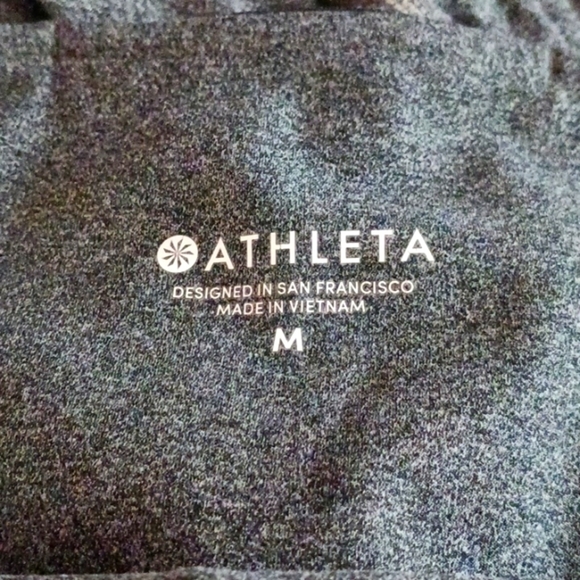 ATHLETA
DESIGNED IN SAN FRANCISCO
MADE IN VIETNAM
M